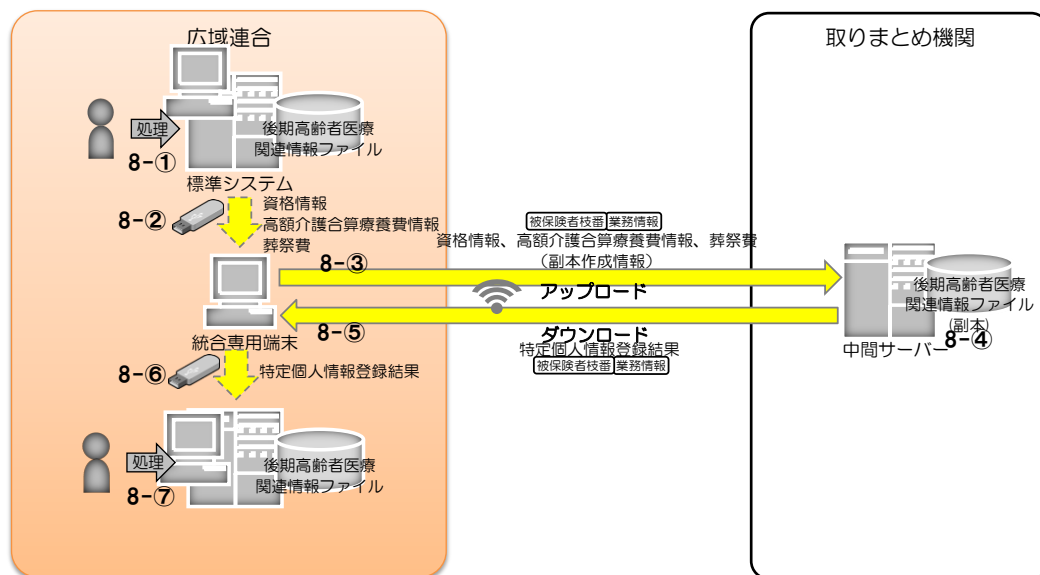 広域連合
処理
8-①
後期高齢者医療
関連情報ファイル
標準システム
8-②
資格情報
高額介護合算療養費情報
葬祭費
8-③
被保険者枝番 業務情報
資格情報、高額介護合算療養費情報、葬祭費
（副本作成情報）
アップロード
8-⑤
ダウンロード
特定個人情報登録結果
被保険者枝番 業務情報
統合専用端末
8-⑥
特定個人情報登録結果
処理
8-⑦
後期高齢者医療
関連情報ファイル
取りまとめ機関
後期高齢者医療
関連情報ファイル
(副本)
8-④
中間サーバー